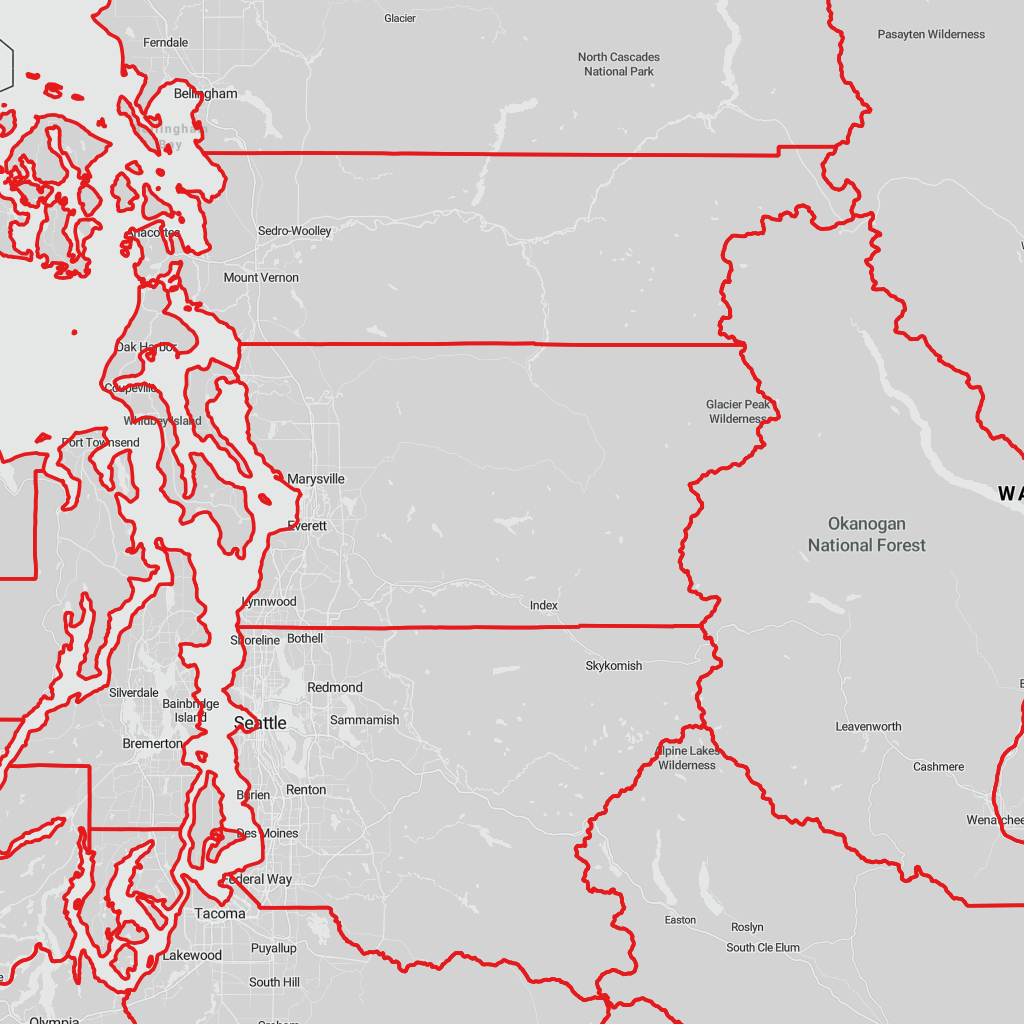 Glacier
Ferndale
Pasayten Wilderness
North Cascades
National Park
Bellingham
Bellingham
Bay
Sedro-Woolley
Anacortes
Mount Vernon
Oak Harbor
Coupeville
Glacier Peak
Wilderness
Whidbey Island
Port Townsend
Marysville
WA
Everett
Okanogan
National Forest
Lynnwood
Index
Shoreline
Bothell
Skykomish
Redmond
Silverdale
Bainbridge
Island
Seattle
Sammamish
Leavenworth
Bremerton
Alpine Lakes
Wilderness
Cashmere
Burien
Renton
Wenatchee
Des Moines
Federal Way
Tacoma
Easton
Roslyn
Puyallup
South Cle Elum
Lakewood
South Hill
Olympia
Graham